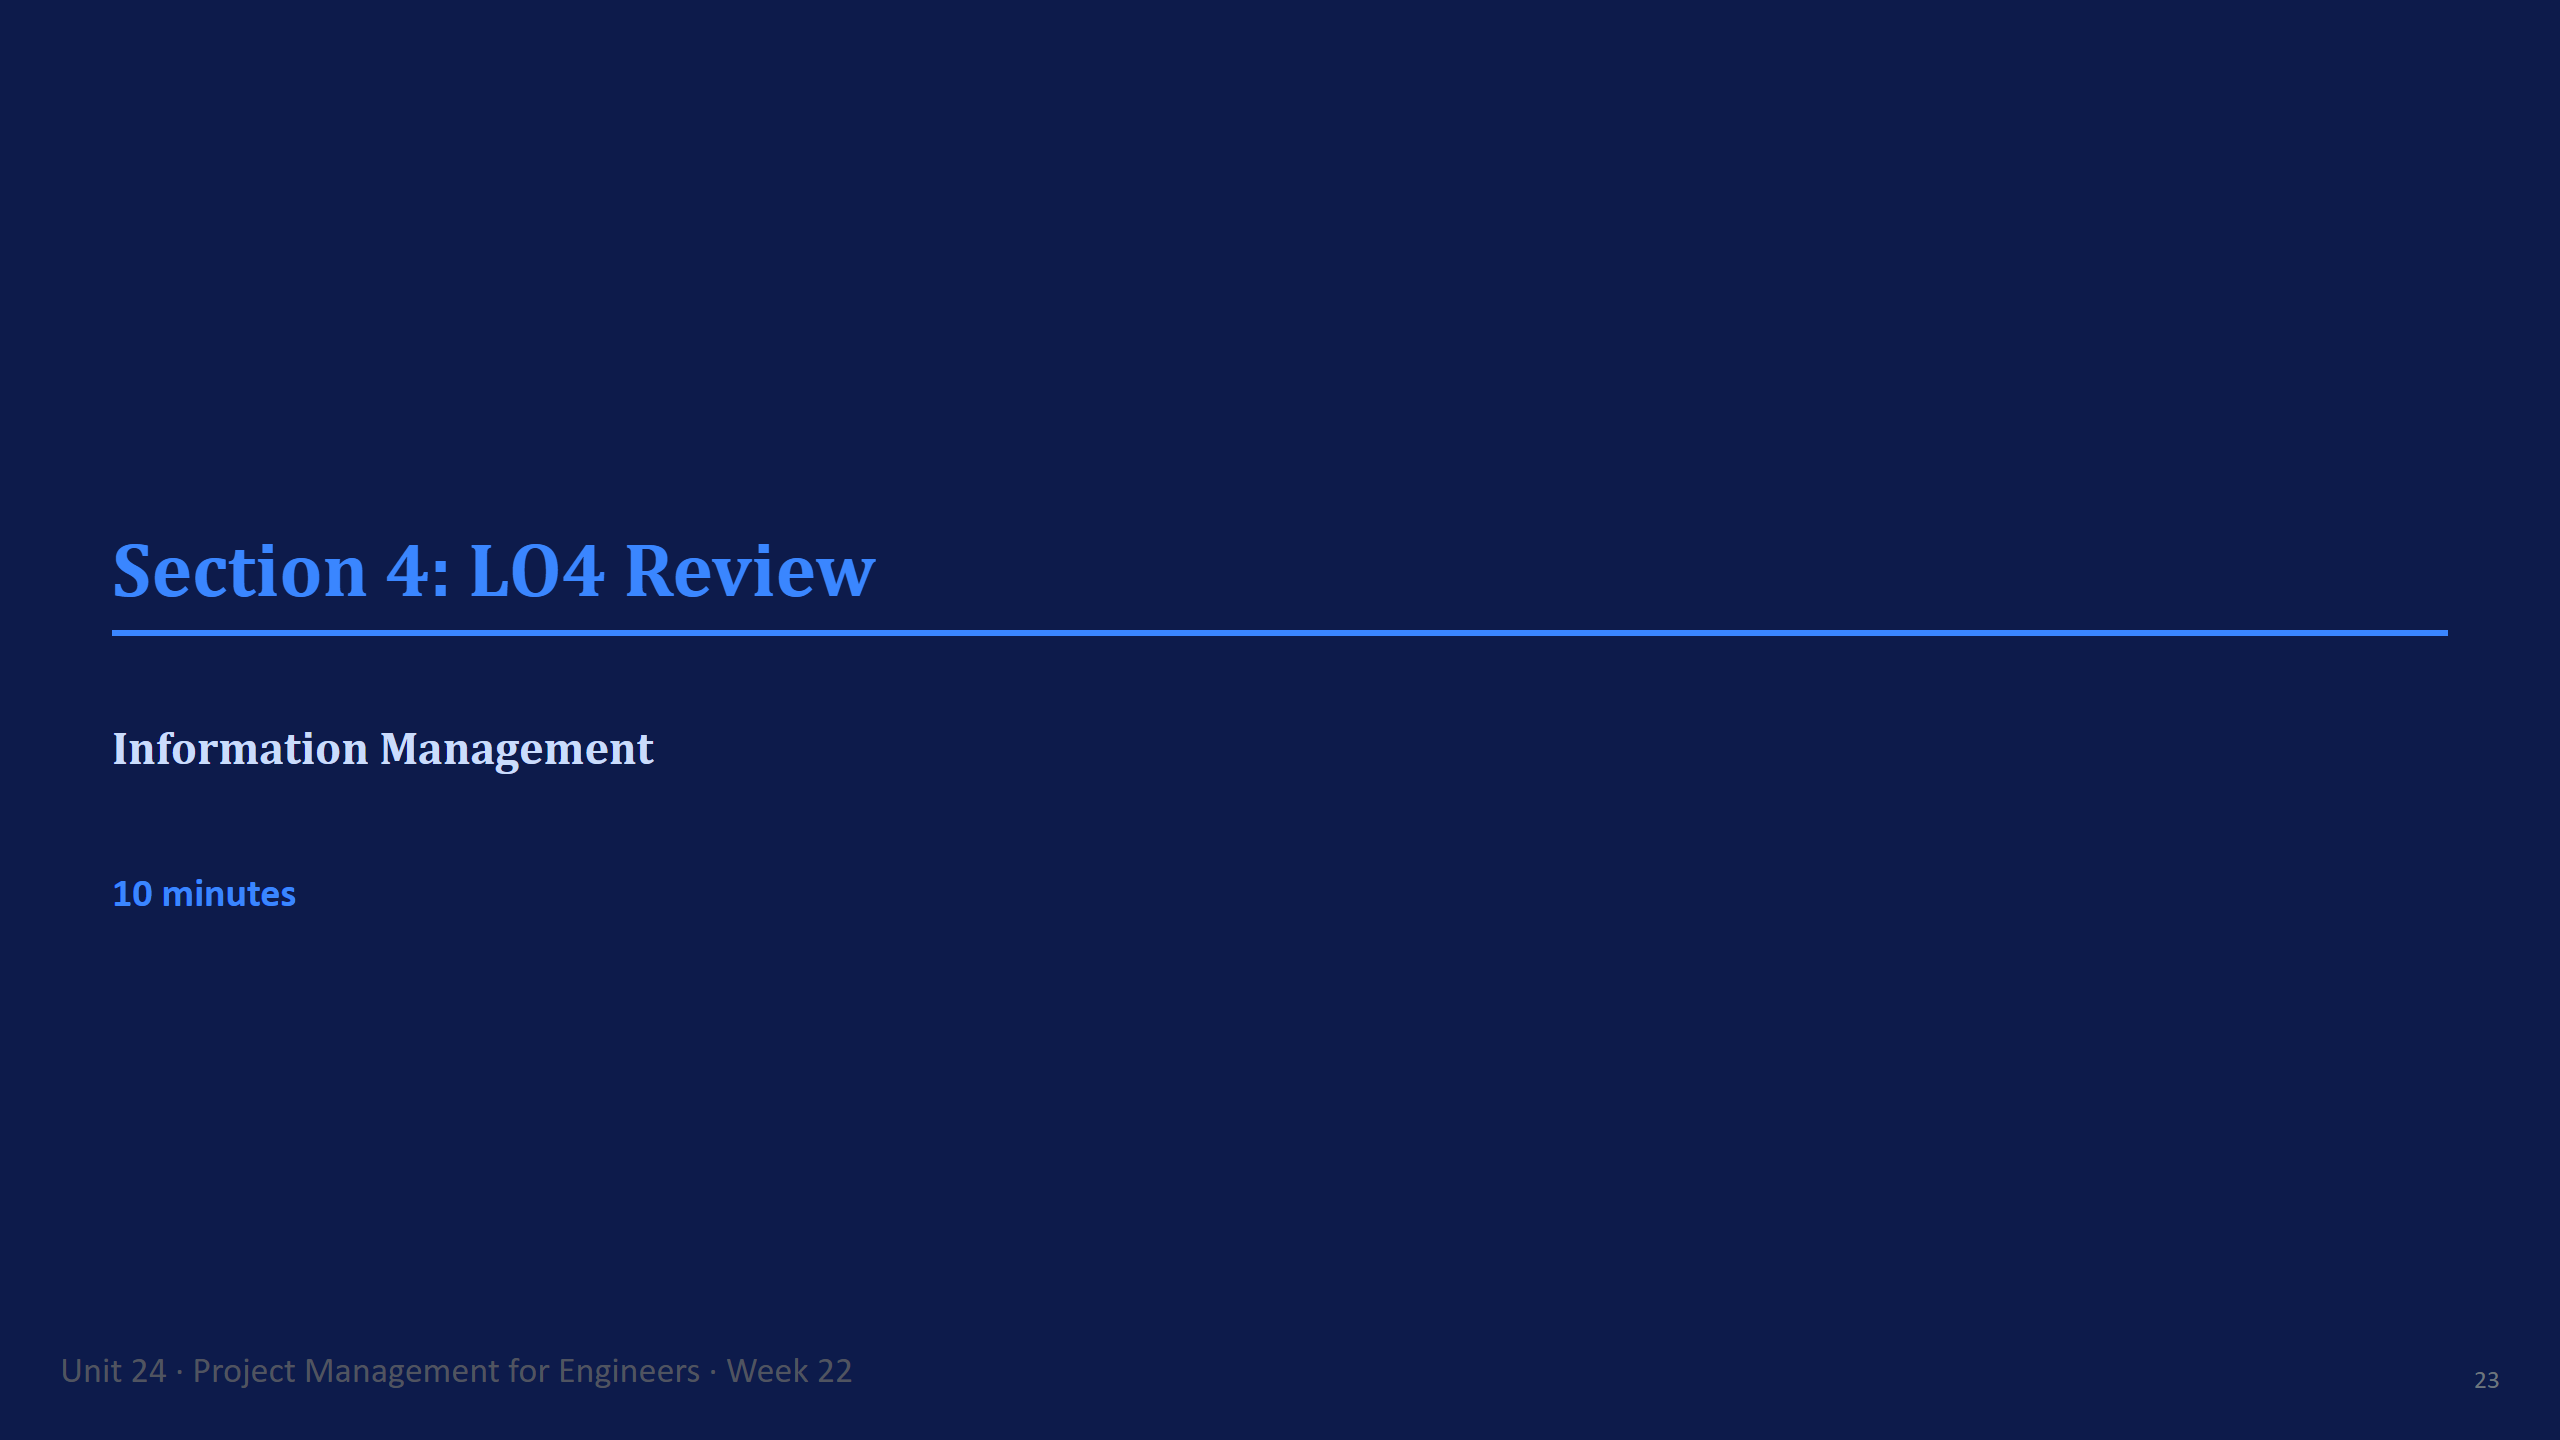 Section 4: LO4 Review
Information Management
10 minutes
Unit 24 · Project Management for Engineers · Week 22
23